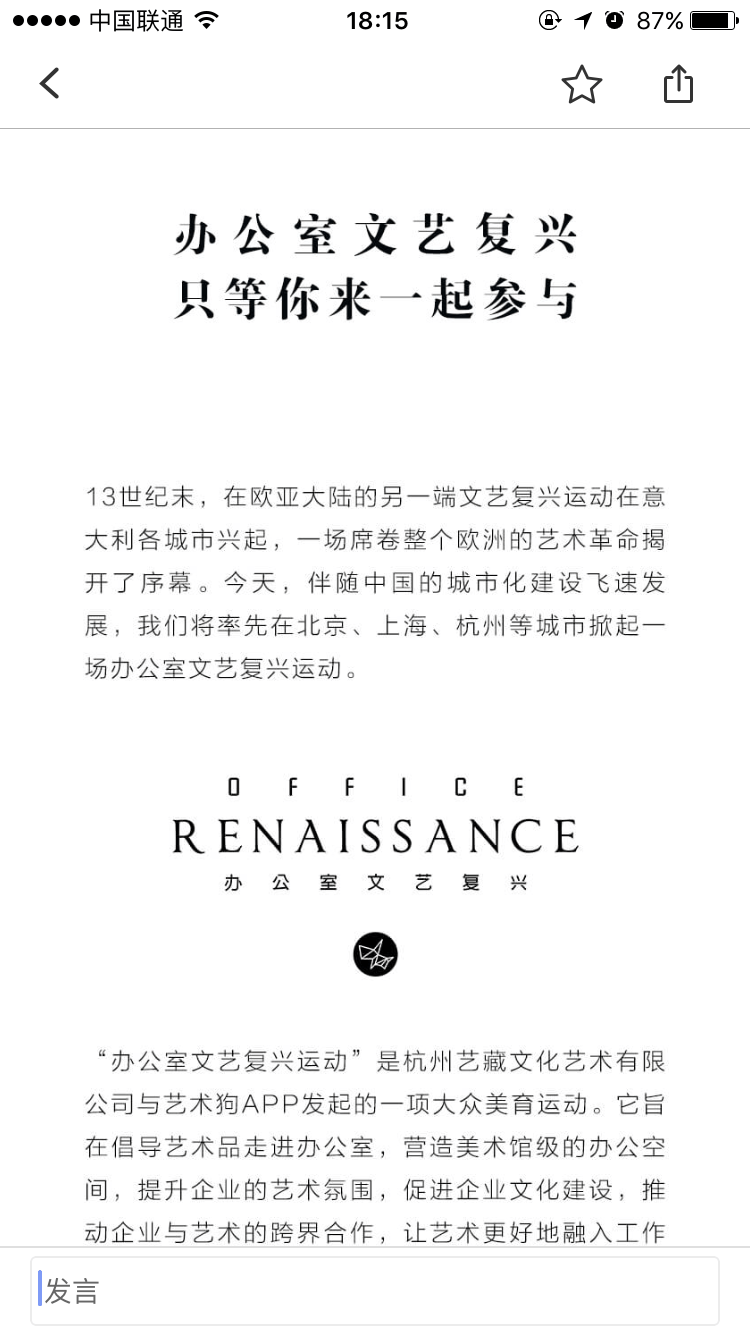 中国联通
18:15
87%
办公室文艺复兴
只等你来一起参与
13世纪末，在欧亚大陆的另一端文艺复兴运动在意
大利各城市兴起，一场席卷整个欧洲的艺术革命揭
开了序幕。今天，伴随中国的城市化建设飞速发
展，我们将率先在北京、上海、杭州等城市掀起一
场办公室文艺复兴运动。
OFFICE
RENAISSANCE
办公室文艺复兴
“办公室文艺复兴运动”是杭州艺藏文化艺术有限
公司与艺术狗APP发起的一项大众美育运动。它旨
在倡导艺术品走进办公室，营造美术馆级的办公空
间，提升企业的艺术氛围，促进企业文化建设，推
动企业与艺术的跨界合作，让艺术更好地融入工作
发言